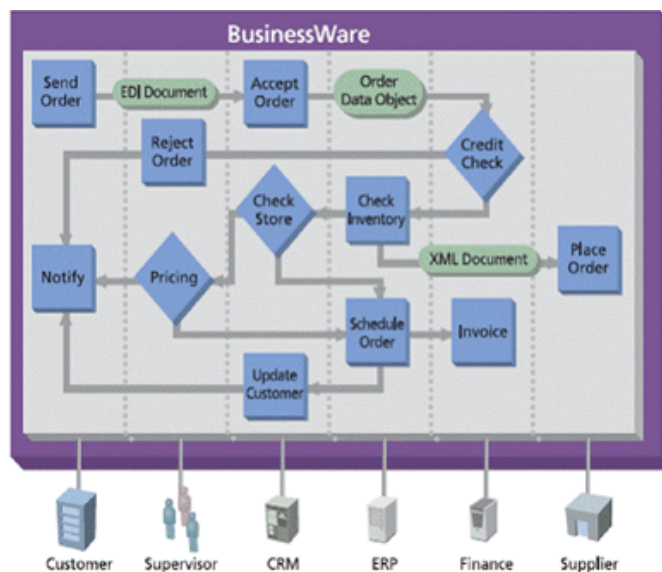 BusinessWare
Send
Order
EDI Document
Accept
Order
Order
Data Object
Reject
Order
Credit
Check
Check
Store
Check
Inventory
XML Document
Place
Order
Notify
Pricing
Schedule
Order
Invoice
Update
Customer
Customer
Supervisor
CRM
ERP
Finance
Supplier